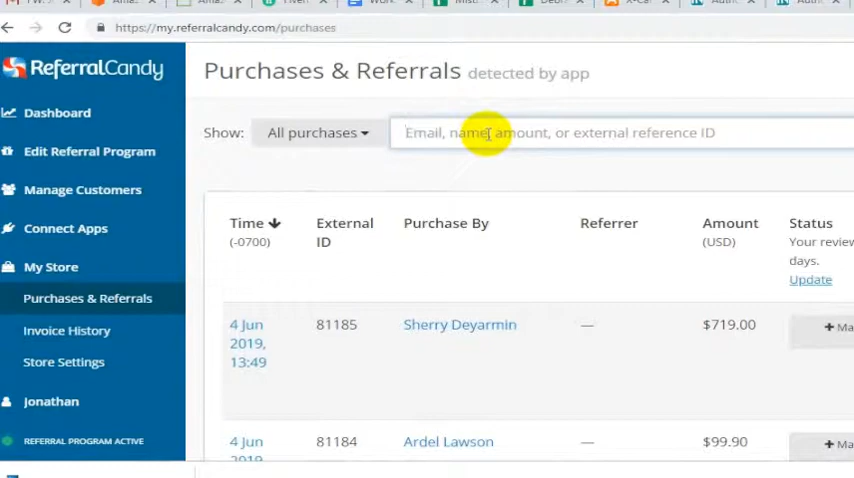 https://my.referralcandy.com/purchases
ReferralCandy
Purchases & Referrals detected by app
Dashboard
Show: All purchases Email, name, amount, or external reference ID
Edit Referral Program
Manage Customers
Connect Apps
My Store
Purchases & Referrals
Invoice History
Store Settings
Jonathan
REFERRAL PROGRAM ACTIVE
Time External Purchase By Referrer Amount Status
(-0700) ID (USD) Your review
days.
Update
4 Jun 81185 Sherry Deyarmin — $719.00 + Ma
2019,
13:49
4 Jun 81184 Ardel Lawson — $99.90 + Ma
2019